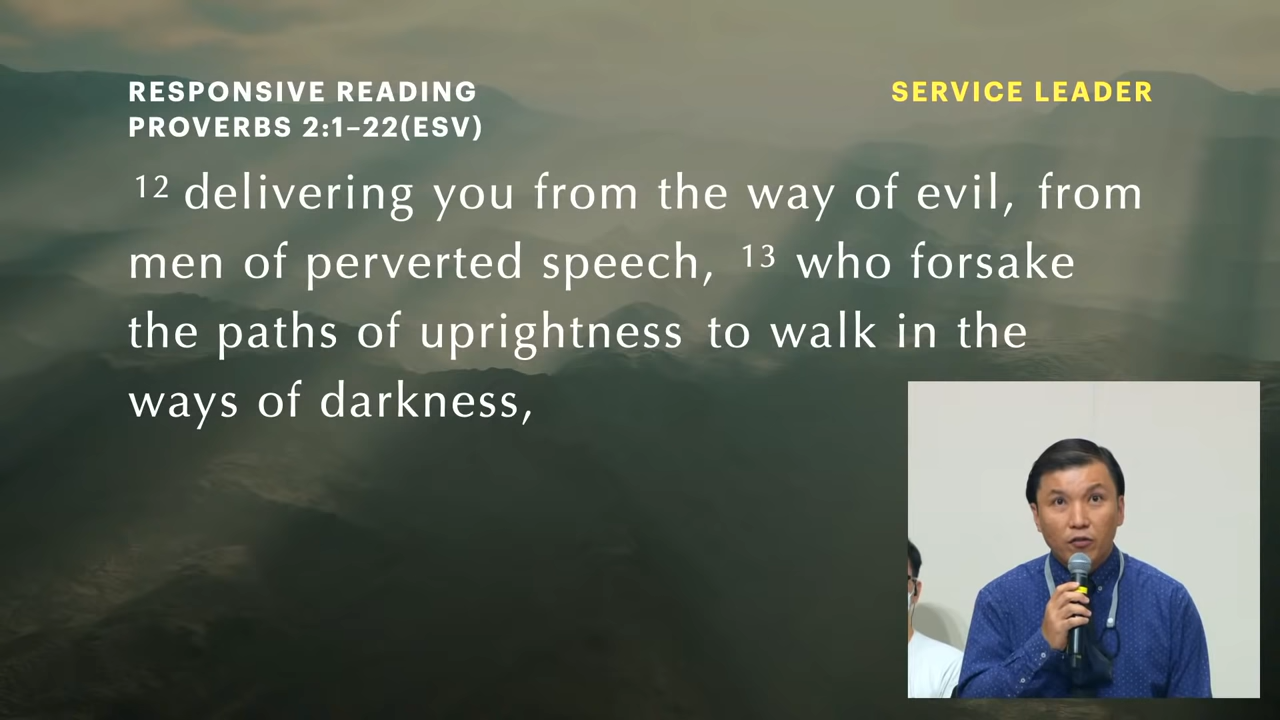 RESPONSIVE READING
PROVERBS 2:1–22(ESV)
SERVICE LEADER
12 delivering you from the way of evil, from
men of perverted speech, 13 who forsake
the paths of uprightness to walk in the
ways of darkness,